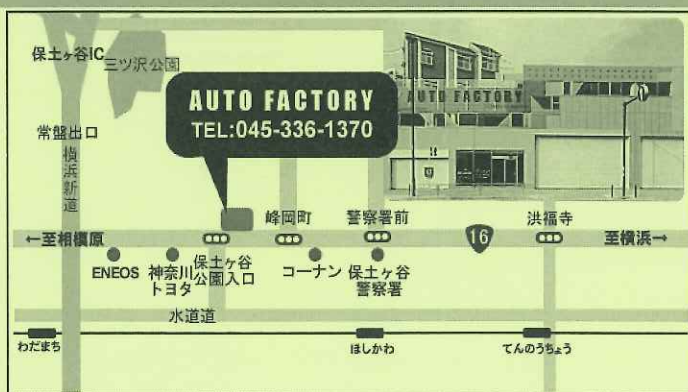 保土ヶ谷IC
三ツ沢公園
AUTO FACTORY
TEL:045-336-1370
AUTO FACTORY
常盤出口
横浜新道
峰岡町
警察署前
洪福寺
←至相模原
16
至横浜→
ENEOS
神奈川
トヨタ
保土ヶ谷
公園入口
コーナン
保土ヶ谷
警察署
水道道
わだまち
ほしかわ
てんのうちょう